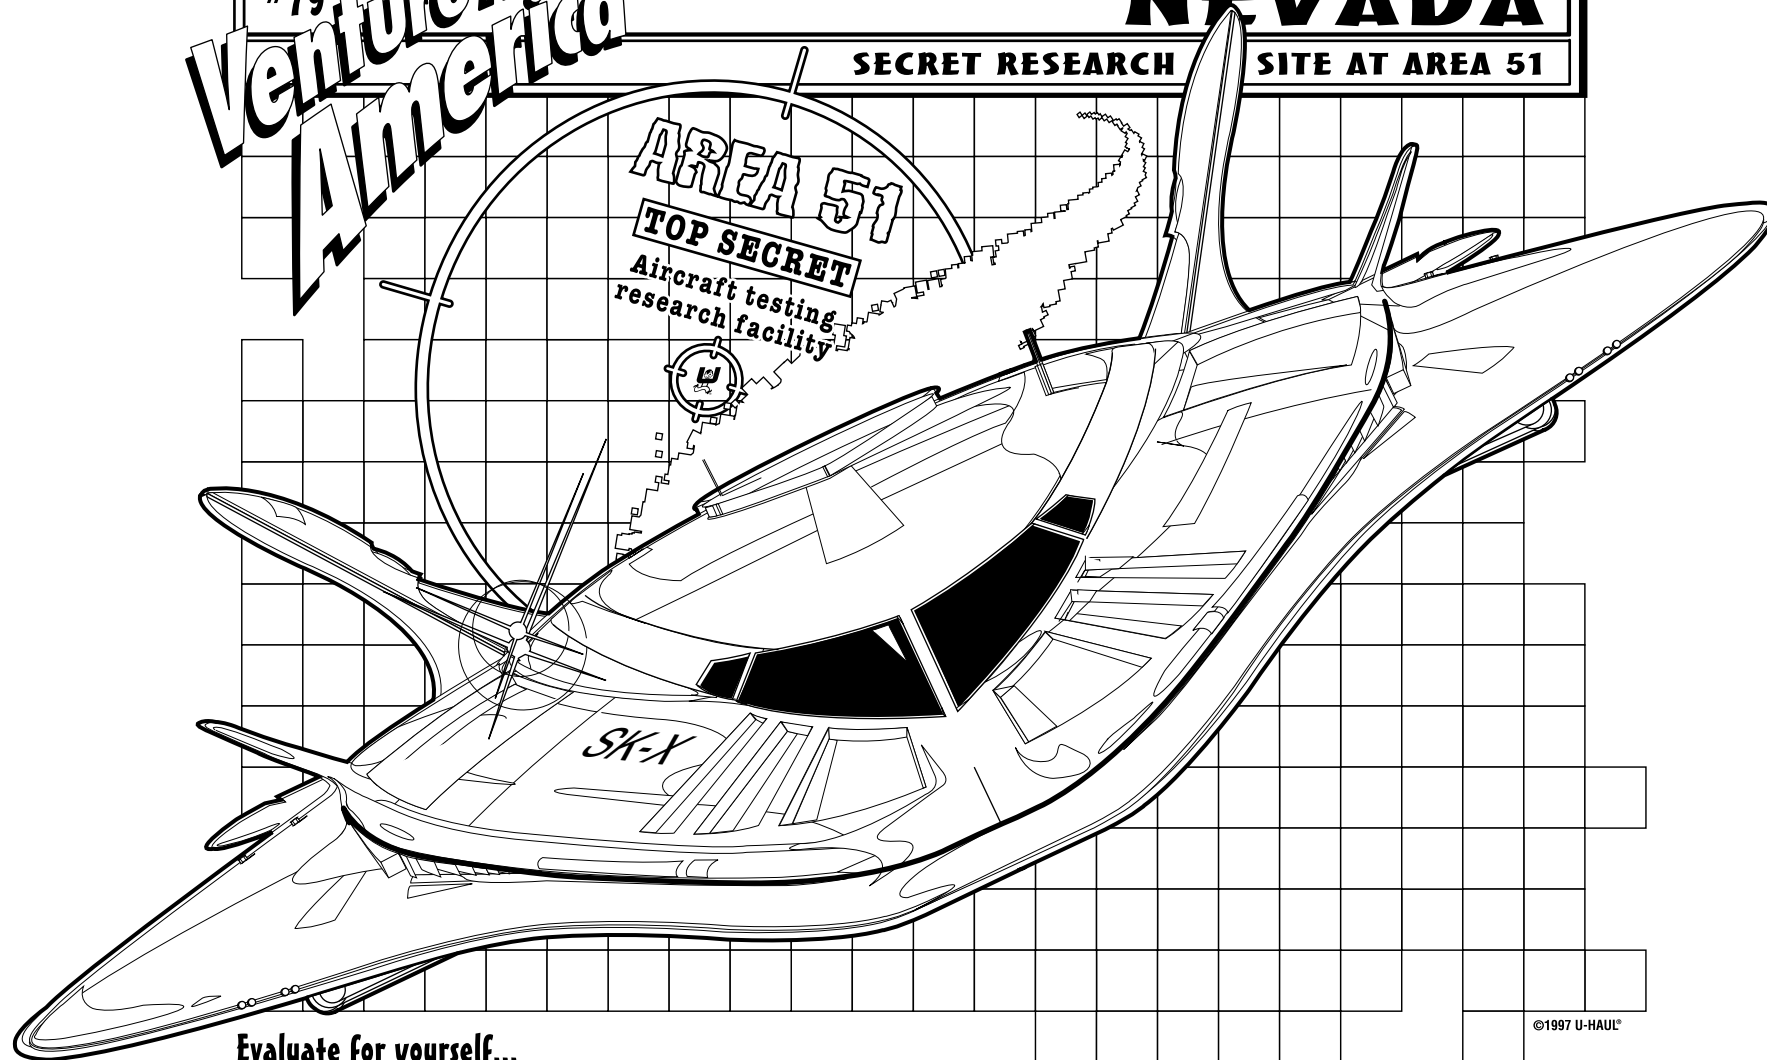 #79
Venture
America
NEVADA
SECRET RESEARCH SITE AT AREA 51
AREA 51
TOP SECRET
Aircraft testing
research facility
U
SK-X
©1997 U-HAUL®
Evaluate for yourself...